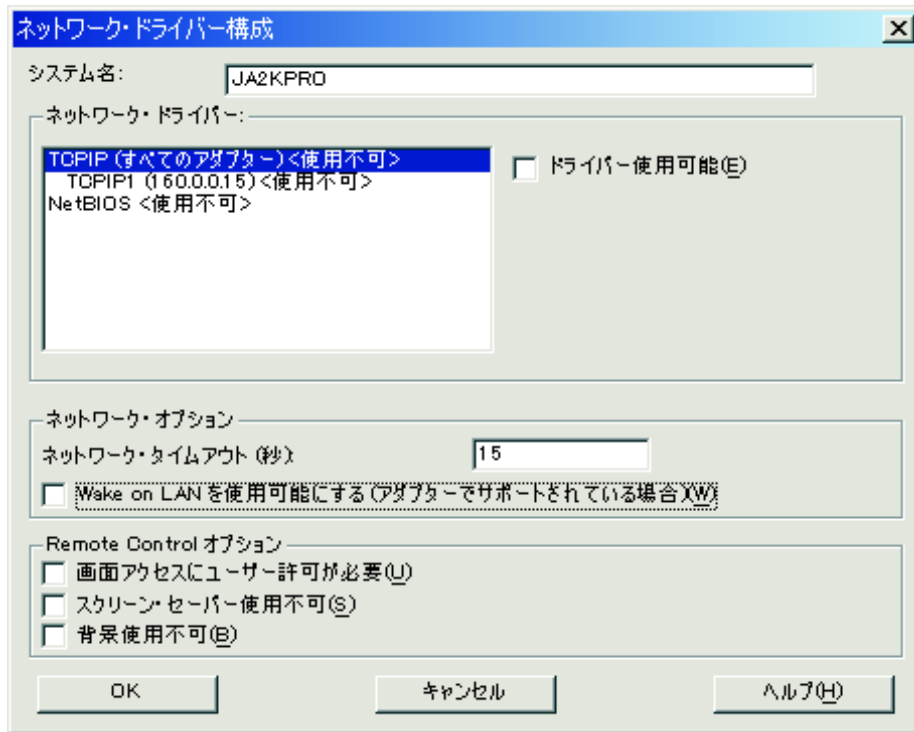 ネットワーク・ドライバー構成
システム名:
JA2KPRO
ネットワーク・ドライバー:
TCPIP (すべてのアダプター)<使用不可>
TCPIP1 (160.0.0.15)<使用不可>
NetBIOS <使用不可>
ドライバー使用可能(E)
ネットワーク・オプション
ネットワーク・タイムアウト (秒):
15
Wake on LAN を使用可能にする (アダプターでサポートされている場合)(W)
Remote Control オプション
画面アクセスにユーザー許可が必要(U)
スクリーン・セーバー使用不可(S)
背景使用不可(B)
OK
キャンセル
ヘルプ(H)